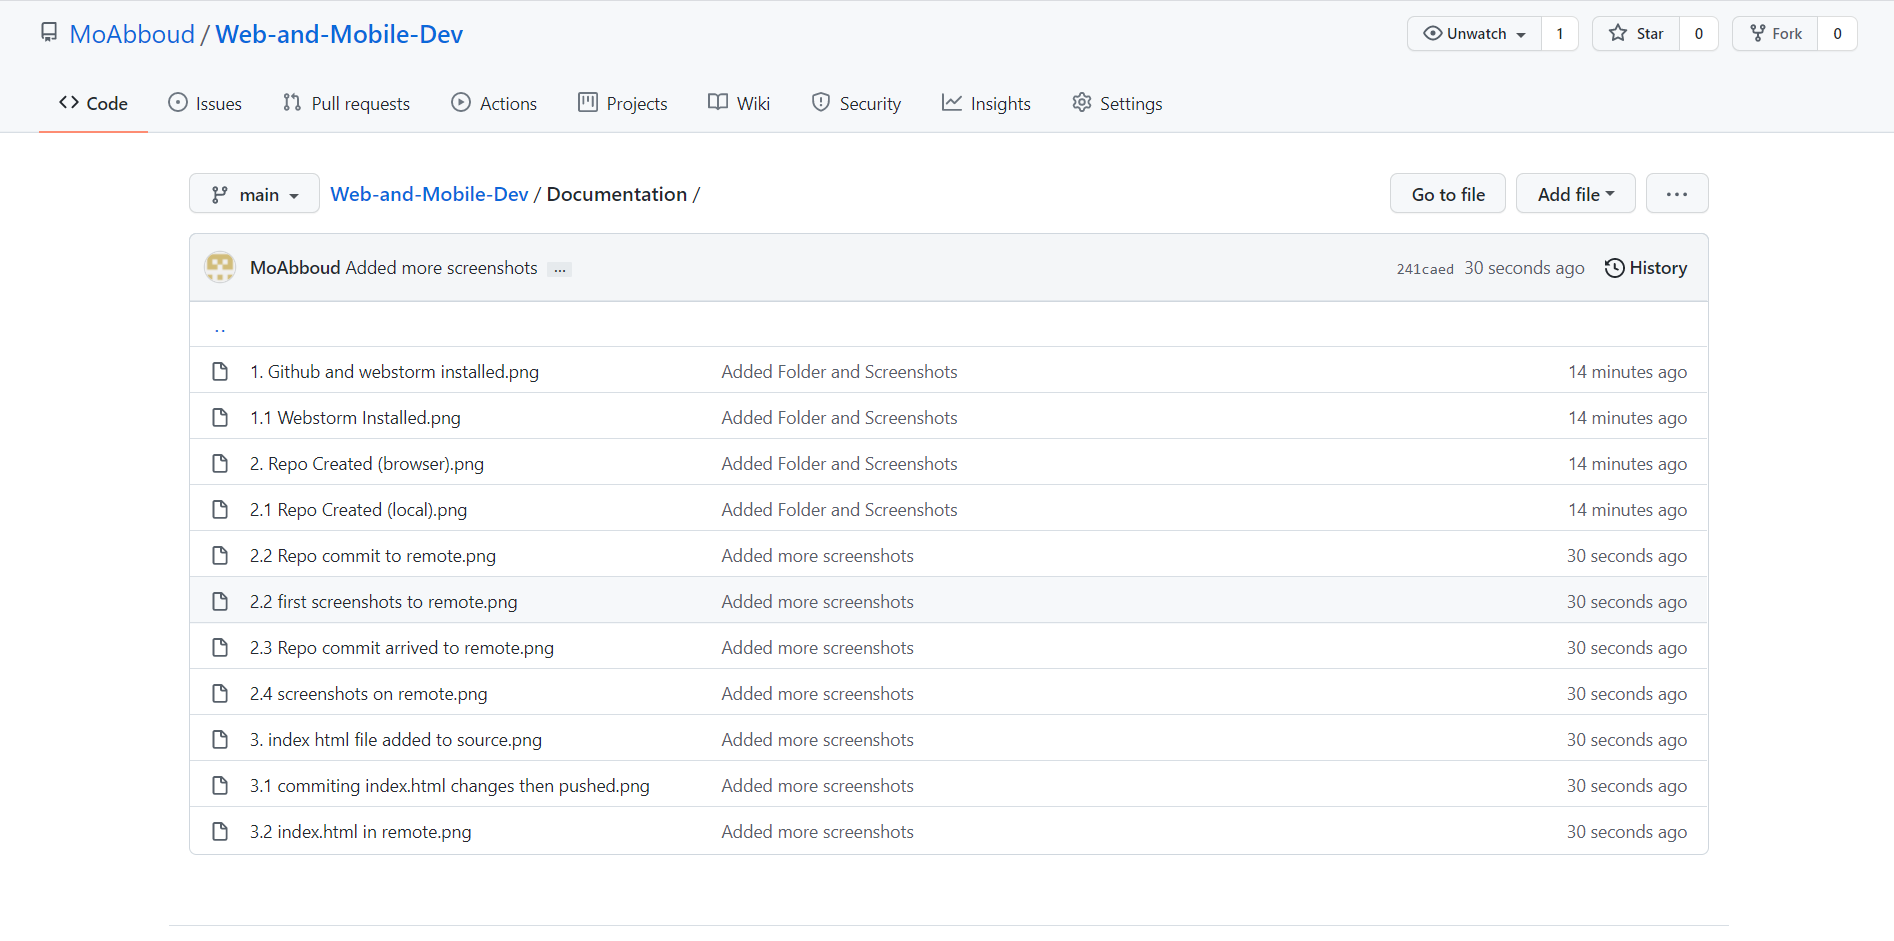 MoAbboud / Web-and-Mobile-Dev
Unwatch 1 Star 0 Fork 0
Code Issues Pull requests Actions Projects Wiki Security Insights Settings
main Web-and-Mobile-Dev / Documentation / Go to file Add file ...
MoAbboud Added more screenshots ... 241caed 30 seconds ago History
..
1. Github and webstorm installed.png Added Folder and Screenshots 14 minutes ago
1.1 Webstorm Installed.png Added Folder and Screenshots 14 minutes ago
2. Repo Created (browser).png Added Folder and Screenshots 14 minutes ago
2.1 Repo Created (local).png Added Folder and Screenshots 14 minutes ago
2.2 Repo commit to remote.png Added more screenshots 30 seconds ago
2.2 first screenshots to remote.png Added more screenshots 30 seconds ago
2.3 Repo commit arrived to remote.png Added more screenshots 30 seconds ago
2.4 screenshots on remote.png Added more screenshots 30 seconds ago
3. index html file added to source.png Added more screenshots 30 seconds ago
3.1 commiting index.html changes then pushed.png Added more screenshots 30 seconds ago
3.2 index.html in remote.png Added more screenshots 30 seconds ago